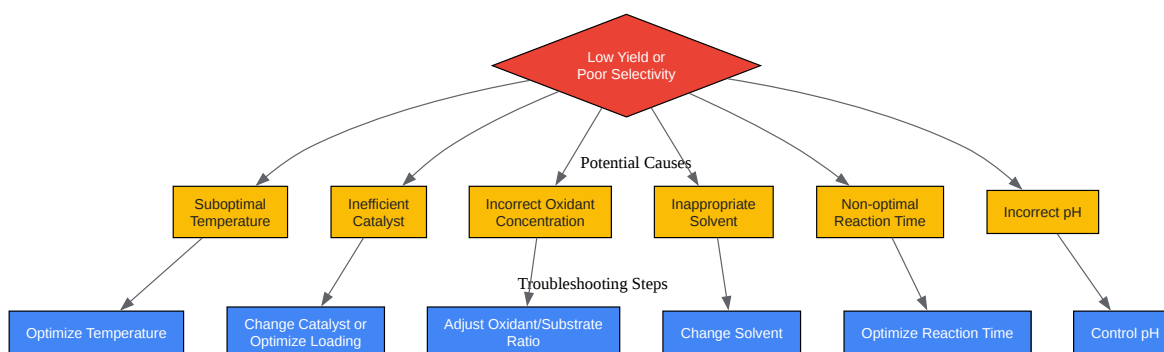 Low Yield or
Poor Selectivity
Potential Causes
Suboptimal
Temperature
Inefficient
Catalyst
Incorrect Oxidant
Concentration
Inappropriate
Solvent
Non-optimal
Reaction Time
Incorrect pH
Troubleshooting Steps
Optimize Temperature
Change Catalyst or
Optimize Loading
Adjust Oxidant/Substrate
Ratio
Change Solvent
Optimize Reaction Time
Control pH